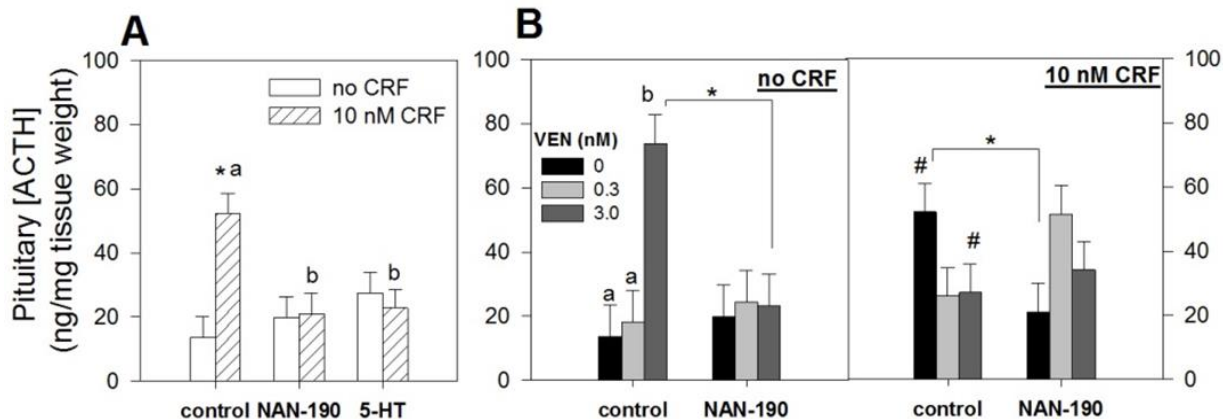 A
B
Pituitary [ACTH]
(ng/mg tissue weight)
100
80
60
40
20
0
no CRF
10 nM CRF
* a
b
b
control NAN-190 5-HT
100
80
60
40
20
0
no CRF
VEN (nM)
0
0.3
3.0
a
a
b
*
control NAN-190
10 nM CRF
#
#
*
control NAN-190
100
80
60
40
20
0